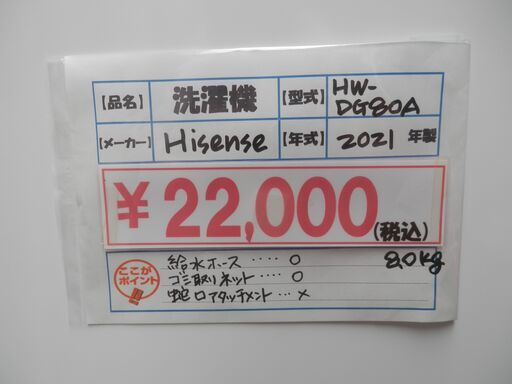 【品名】 洗濯機 【型式】 HW-DG80A
【メーカー】 Hisense 【年式】 2021 年製
¥22,000 (税込)
8.0kg
ここがポイント
給水ホース ‥‥ ○
ゴミ取りネット ‥‥ ○
蛇口アタッチメント … ×